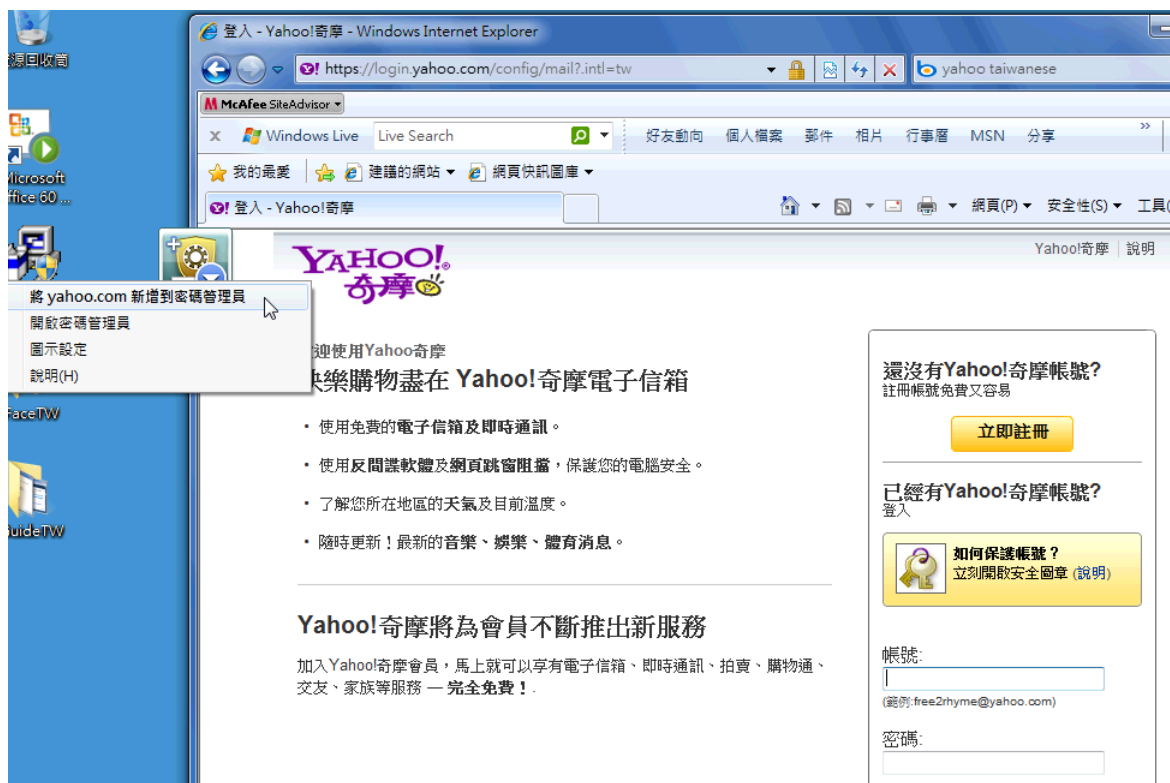 登入 - Yahoo!奇摩 - Windows Internet Explorer
https://login.yahoo.com/config/mail?.intl=tw
yahoo taiwanese
McAfee SiteAdvisor
Windows Live Live Search 好友動向 個人檔案 郵件 相片 行事曆 MSN 分享
我的最愛 建議的網站 網頁快訊圖庫
登入 - Yahoo!奇摩
網頁(P) 安全性(S) 工具(
源回收筒
Microsoft
ffice 60 ...
FaceTW
GuideTW
將 yahoo.com 新增到密碼管理員
開啟密碼管理員
圖示設定
說明(H)
YAHOO!
奇摩
Yahoo!奇摩 說明
迎使用Yahoo奇摩
快樂購物盡在 Yahoo!奇摩電子信箱
• 使用免費的電子信箱及即時通訊。
• 使用反間諜軟體及網頁跳窗阻擋,保護您的電腦安全。
• 了解您所在地區的天氣及目前溫度。
• 隨時更新!最新的音樂、娛樂、體育消息。
Yahoo!奇摩將為會員不斷推出新服務
加入Yahoo!奇摩會員,馬上就可以享有電子信箱、即時通訊、拍賣、購物通、
交友、家族等服務 — 完全免費!.
還沒有Yahoo!奇摩帳號?
註冊帳號免費又容易
立即註冊
已經有Yahoo!奇摩帳號?
登入
如何保護帳號?
立刻開啟安全圖章 (說明)
帳號:
(範例:free2rhyme@yahoo.com)
密碼: